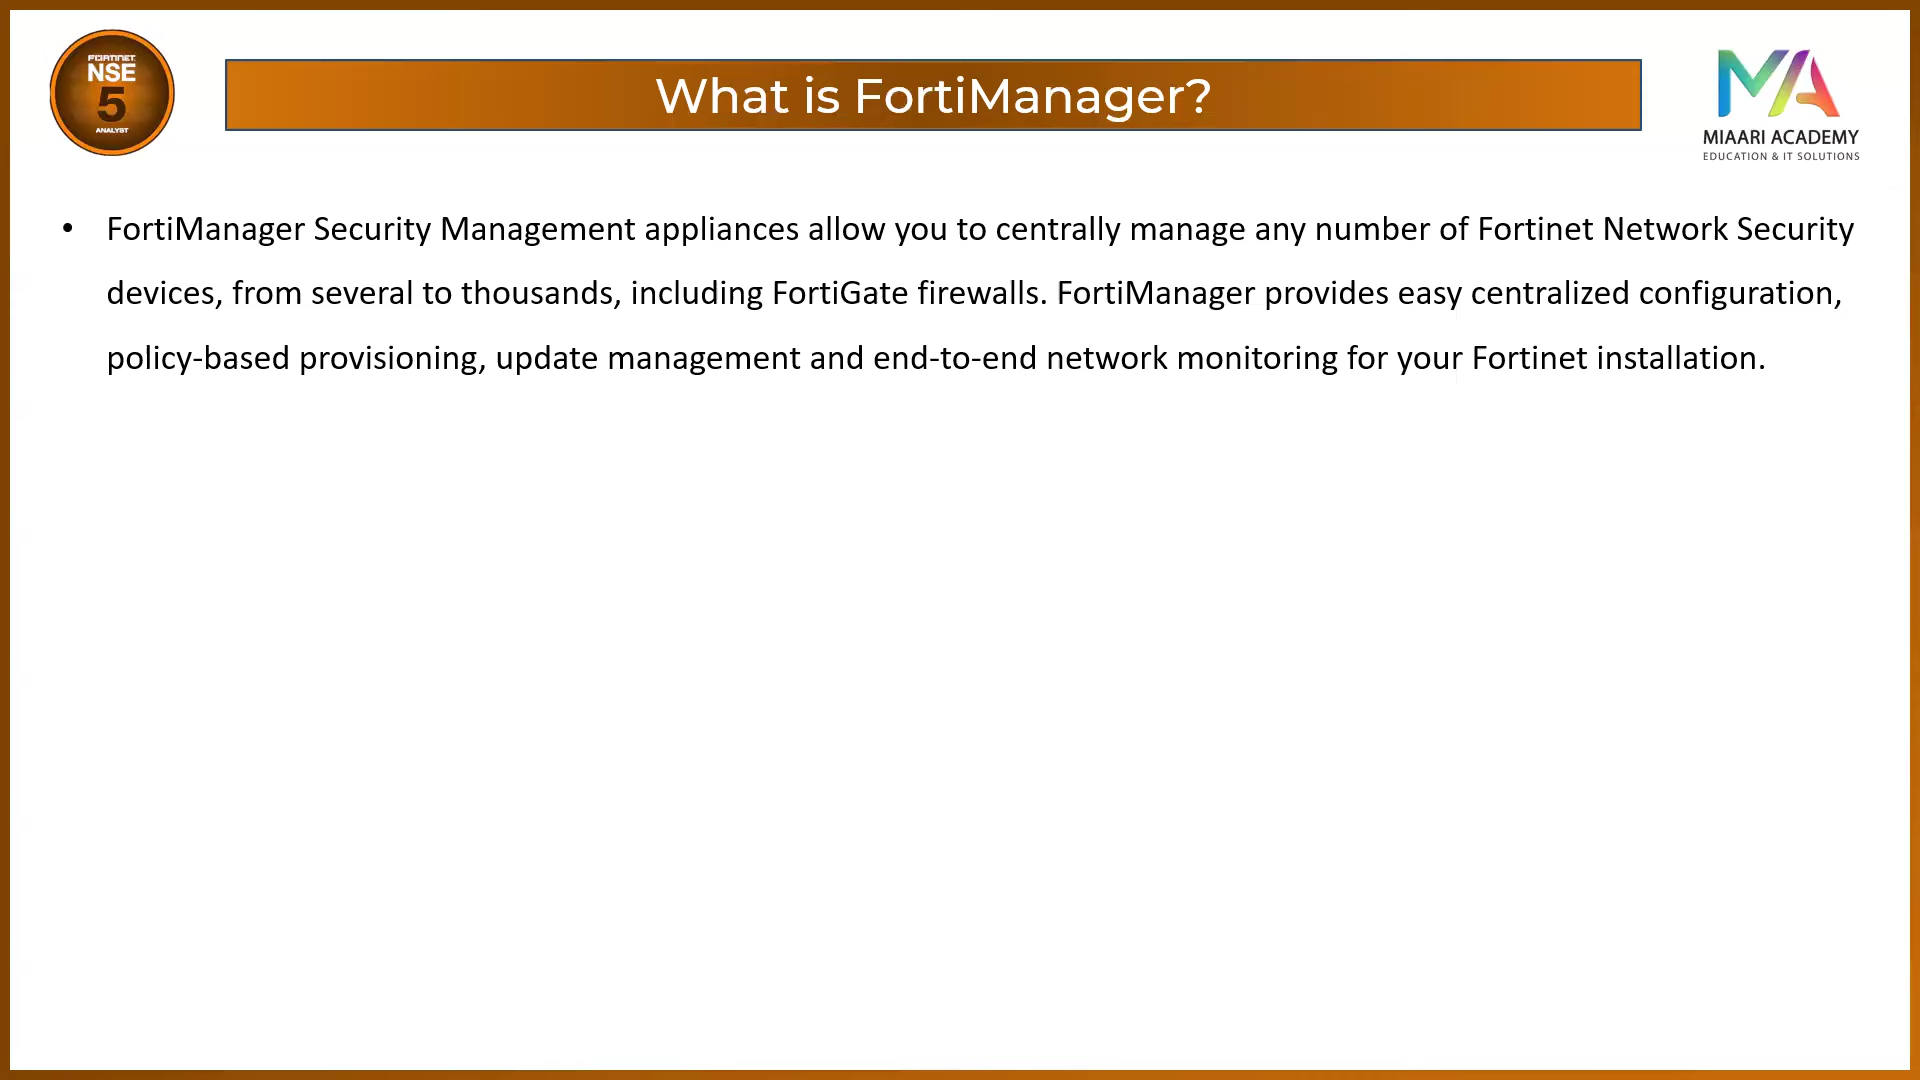 FORTINET
NSE
5
ANALYST
What is FortiManager?
MIAARI ACADEMY
EDUCATION & IT SOLUTIONS
• FortiManager Security Management appliances allow you to centrally manage any number of Fortinet Network Security
devices, from several to thousands, including FortiGate firewalls. FortiManager provides easy centralized configuration,
policy-based provisioning, update management and end-to-end network monitoring for your Fortinet installation.